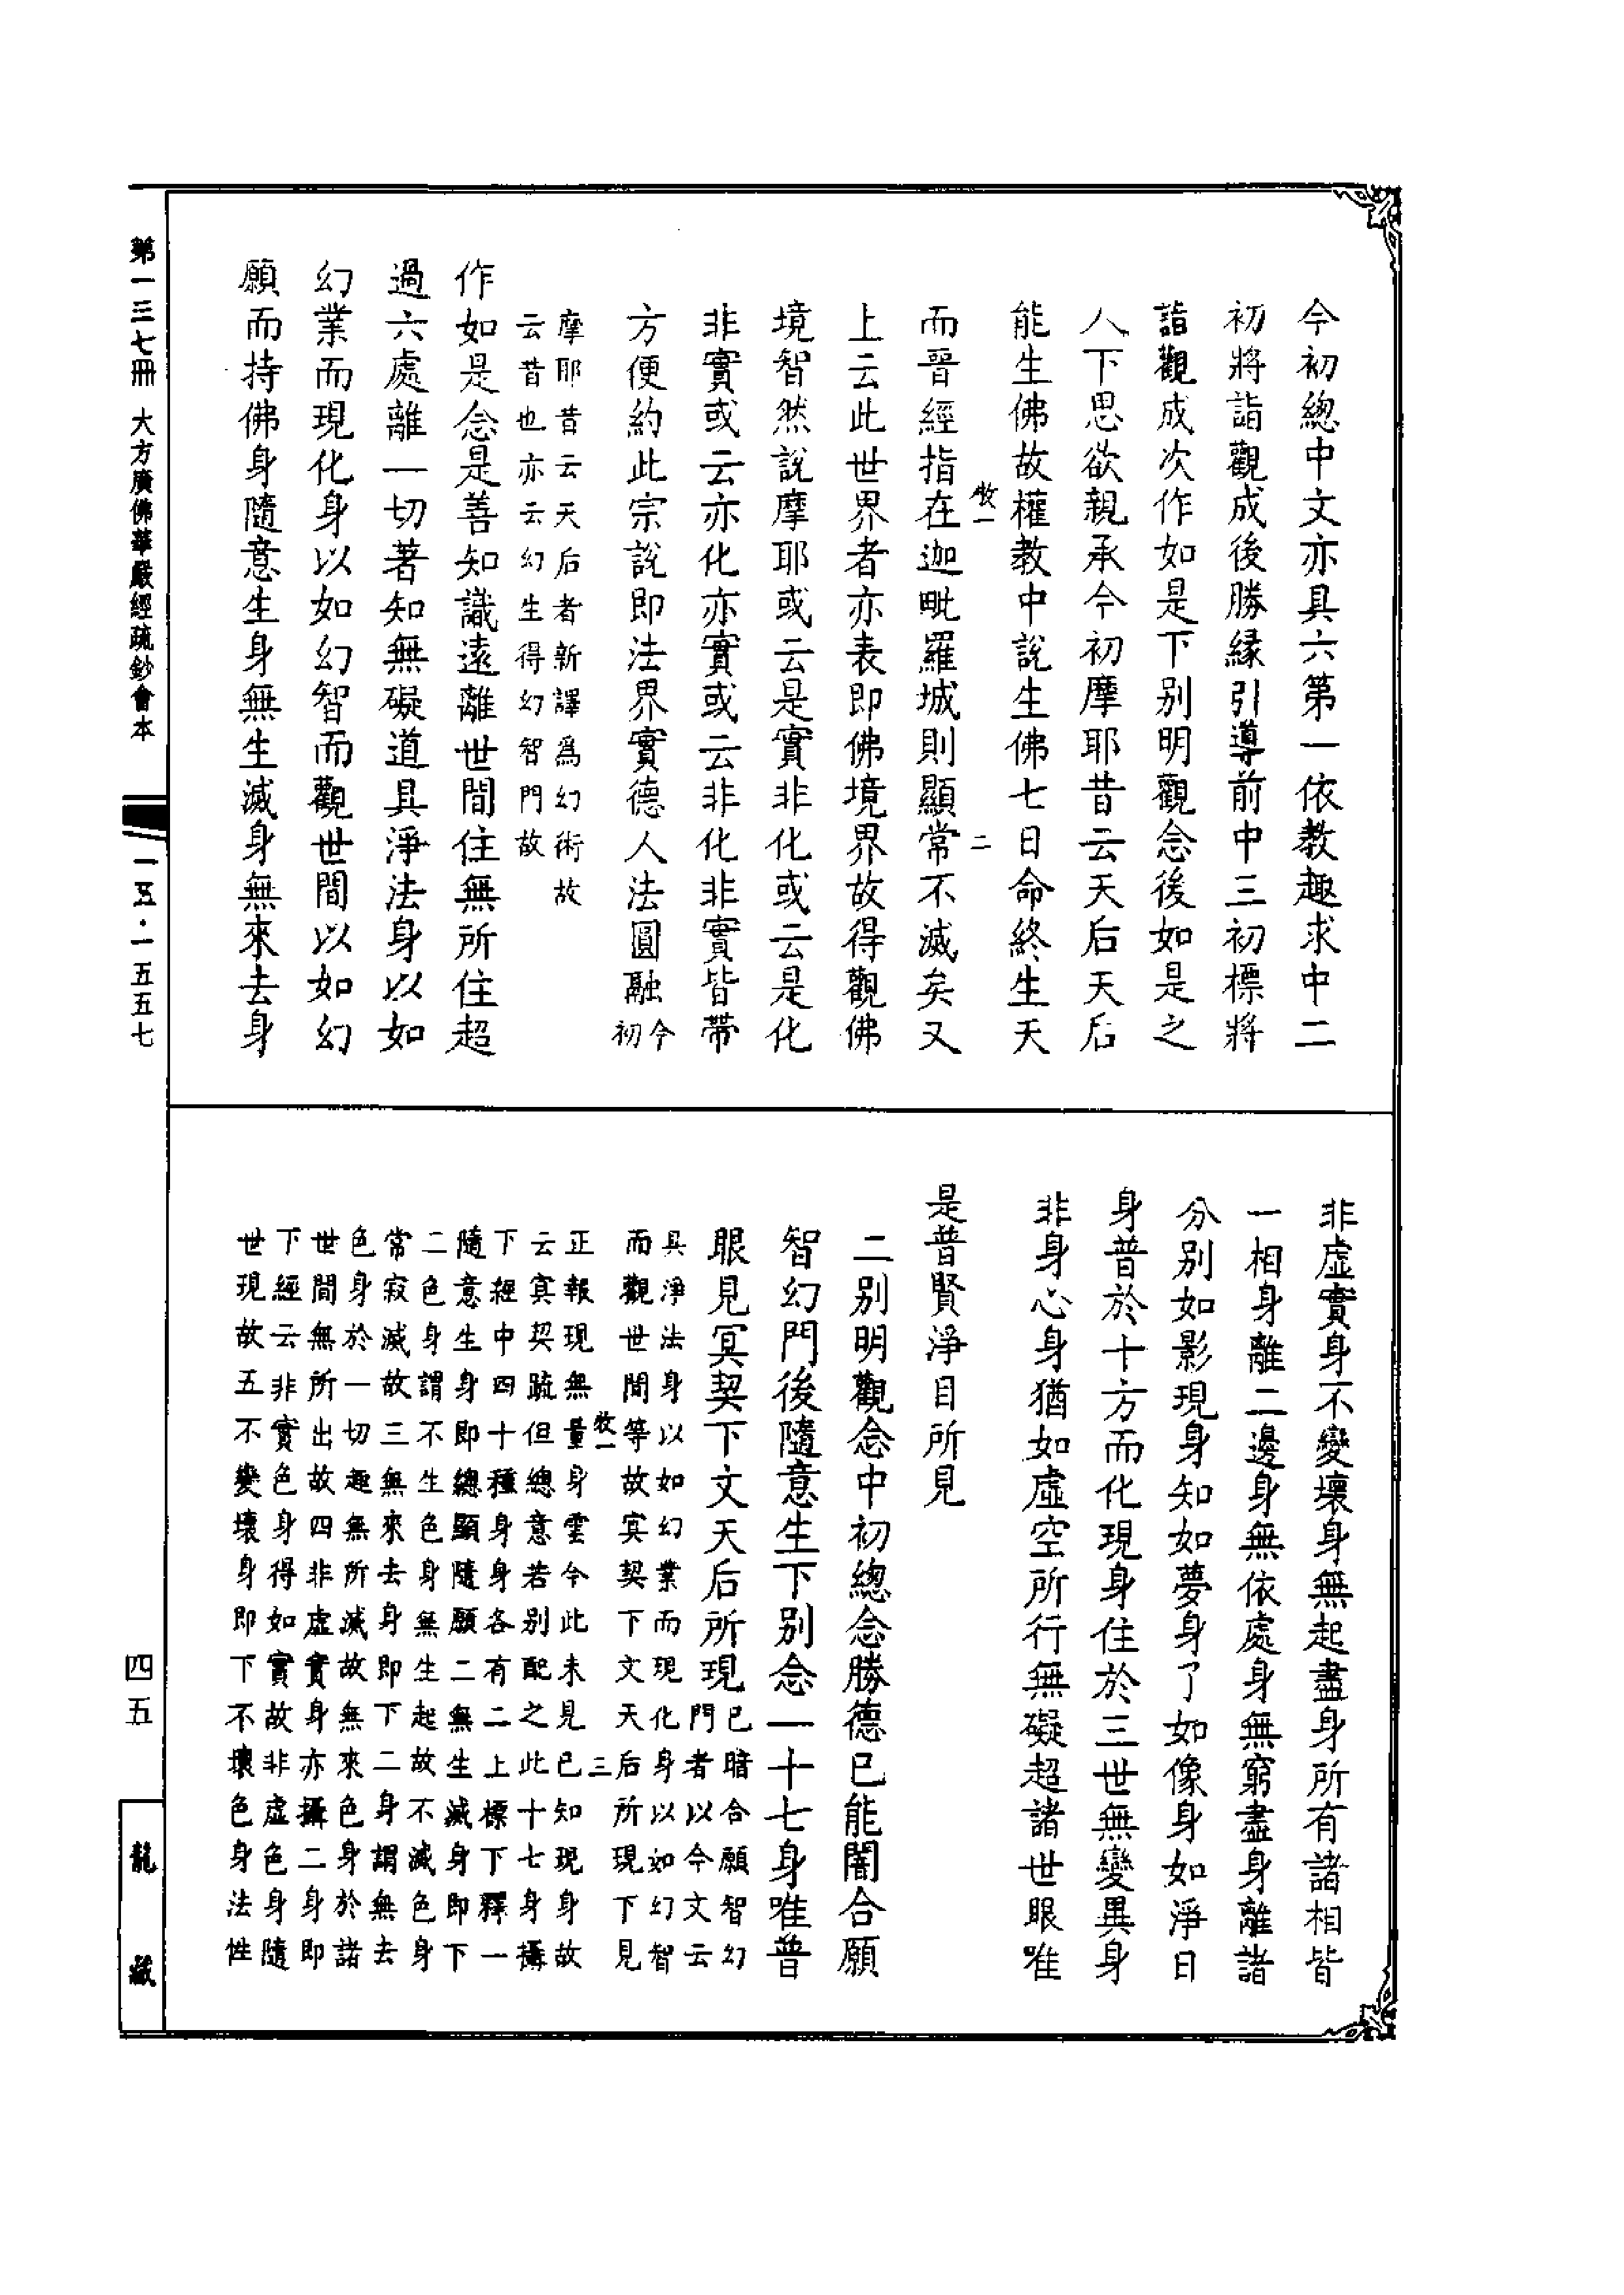 今初總中文亦具六第一依教趣求中二
初將詣觀成後勝縁引導前中三初標將
詣觀成次作如是下别明觀念後如是之
人下思欲親承今初摩耶昔云天后天后
能生佛故權教中說生佛七日命終生天
牧一
二
而晉經指在迦毗羅城則顯常不滅矣又
上云此世界者亦表即佛境界故得觀佛
境智然說摩耶或云是實非化或云是化
非實或云亦化亦實或云非化非實皆帶
方便約此宗說即法界實德人法圓融今
初
摩耶昔云天后者新譯爲幻術故
云昔也亦云幻生得幻智門故
作如是念是善知識遠離世間住無所住超
過六處離一切著知無礙道具淨法身以如
幻業而現化身以如幻智而觀世間以如幻
願而持佛身隨意生身無生滅身無來去身
非虛實身不變壞身無起盡身所有諸相皆
一相身離二邊身無依處身無窮盡身離諸
分别如影現身知如夢身了如像身如淨日
身普於十方而化現身住於三世無變異身
非身心身猶如虛空所行無礙超諸世眼唯
是普賢淨目所見
二别明觀念中初總念勝德已能闇合願
智幻門後隨意生下别念一十七身唯普
眼見冥契下文天后所現
已暗合願智幻
門者以今文云
具淨法身以如幻業而現化身以如幻智
而觀世間等故冥契下文天后所現下見
牧一
三
正報現無量身雲今此未見已知現身故
云冥契疏但總意若别配之此十七身攝
下經中四十種身身各有二上標下釋一
隨意生身即總顯隨願二無生滅身即下
二色身謂不生色身無生起故不滅色身
常寂滅故三無來去身即下二身謂無去
色身於一切趣無所滅故無來色身於諸
世間無所出故四非虛實身亦攝二身即
下經云非實色身得如實故非虛色身隨
世現故五不變壞身即下不壞色身法性
第一三七冊 大方廣佛華嚴經疏鈔會本
一五·一五五七
四五
龍藏